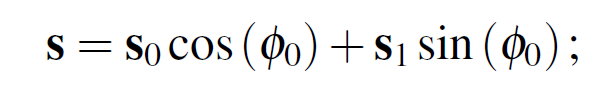 𝐬 = 𝐬₀ cos (ϕ₀) + 𝐬₁ sin (ϕ₀) ;